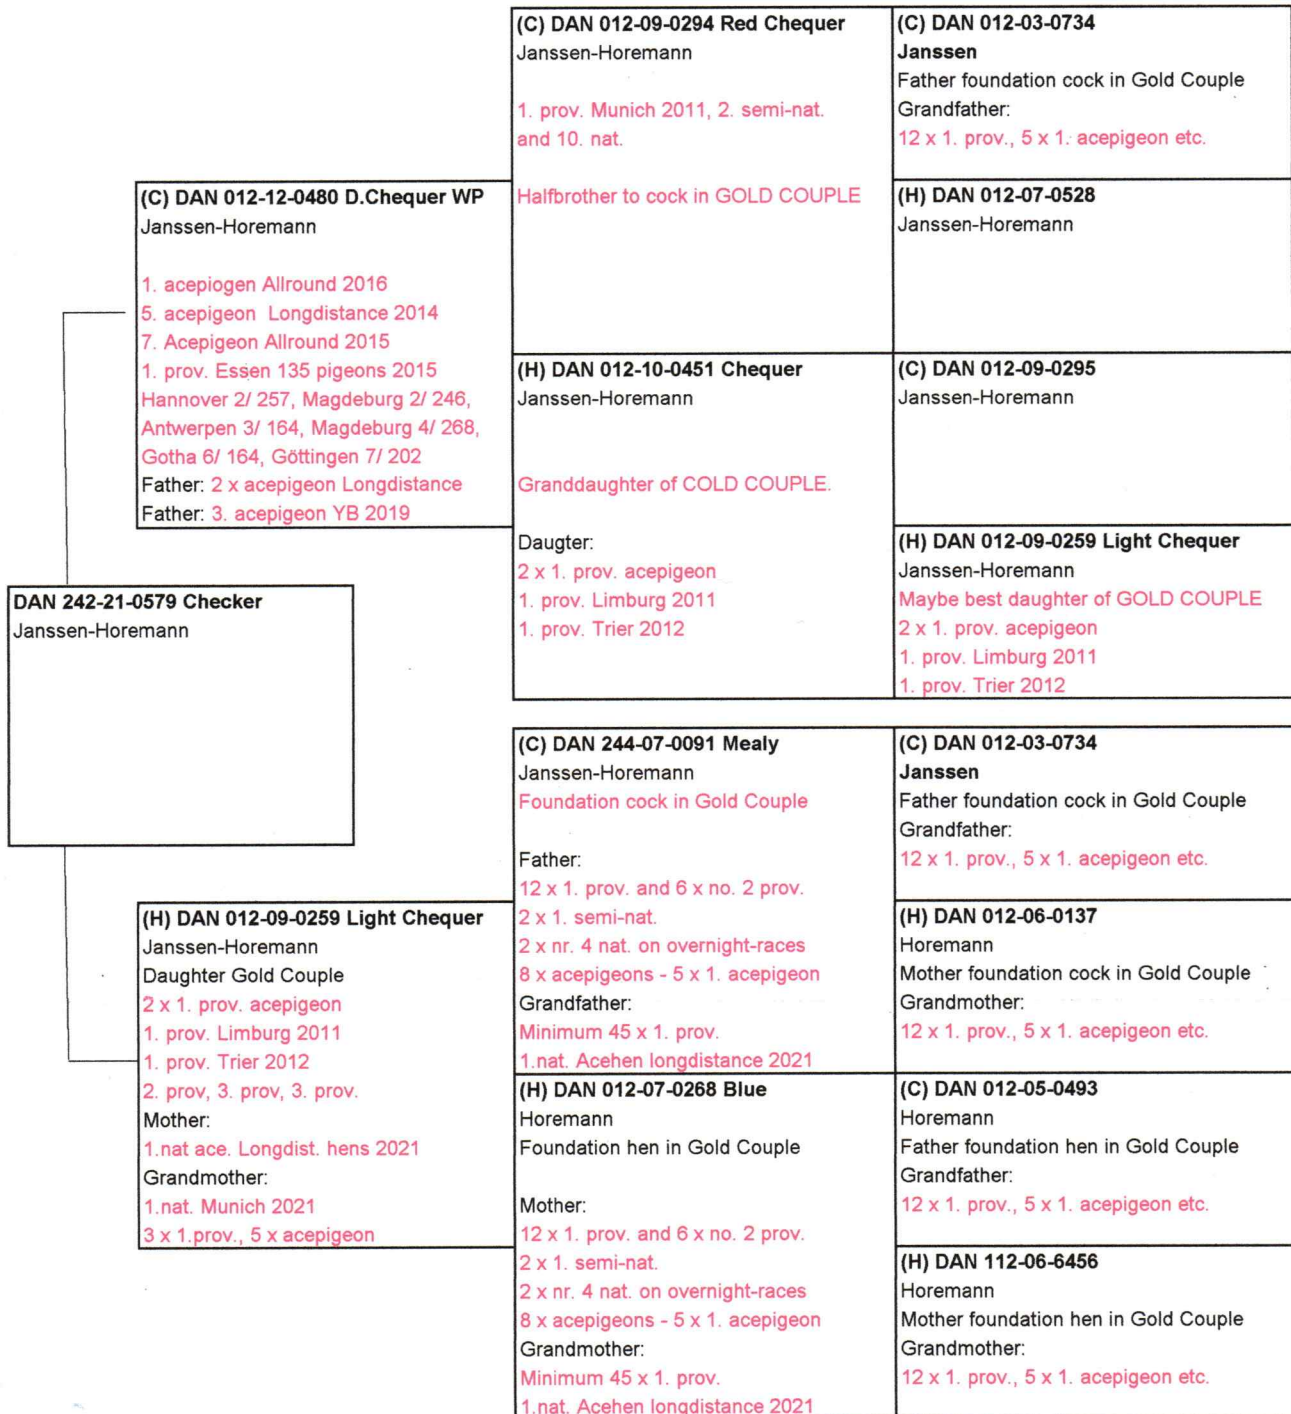 (C) DAN 012-09-0294 Red Chequer
Janssen-Horemann
1. prov. Munich 2011, 2. semi-nat.
and 10. nat.
Halfbrother to cock in GOLD COUPLE
(C) DAN 012-03-0734
Janssen
Father foundation cock in Gold Couple
Grandfather:
12 x 1. prov., 5 x 1. acepigeon etc.
(H) DAN 012-07-0528
Janssen-Horemann
(C) DAN 012-12-0480 D.Chequer WP
Janssen-Horemann
1. acepiogen Allround 2016
5. acepigeon Longdistance 2014
7. Acepigeon Allround 2015
1. prov. Essen 135 pigeons 2015
Hannover 2/ 257, Magdeburg 2/ 246,
Antwerpen 3/ 164, Magdeburg 4/ 268,
Gotha 6/ 164, Göttingen 7/ 202
Father: 2 x acepigeon Longdistance
Father: 3. acepigeon YB 2019
(H) DAN 012-10-0451 Chequer
Janssen-Horemann
Granddaughter of COLD COUPLE.
Daugter:
2 x 1. prov. acepigeon
1. prov. Limburg 2011
1. prov. Trier 2012
(C) DAN 012-09-0295
Janssen-Horemann
(H) DAN 012-09-0259 Light Chequer
Janssen-Horemann
Maybe best daughter of GOLD COUPLE
2 x 1. prov. acepigeon
1. prov. Limburg 2011
1. prov. Trier 2012
DAN 242-21-0579 Checker
Janssen-Horemann
(C) DAN 244-07-0091 Mealy
Janssen-Horemann
Foundation cock in Gold Couple
Father:
12 x 1. prov. and 6 x no. 2 prov.
2 x 1. semi-nat.
2 x nr. 4 nat. on overnight-races
8 x acepigeons - 5 x 1. acepigeon
Grandfather:
Minimum 45 x 1. prov.
1.nat. Acehen longdistance 2021
(C) DAN 012-03-0734
Janssen
Father foundation cock in Gold Couple
Grandfather:
12 x 1. prov., 5 x 1. acepigeon etc.
(H) DAN 012-06-0137
Horemann
Mother foundation cock in Gold Couple
Grandmother:
12 x 1. prov., 5 x 1. acepigeon etc.
(H) DAN 012-09-0259 Light Chequer
Janssen-Horemann
Daughter Gold Couple
2 x 1. prov. acepigeon
1. prov. Limburg 2011
1. prov. Trier 2012
2. prov, 3. prov, 3. prov.
Mother:
1.nat ace. Longdist. hens 2021
Grandmother:
1.nat. Munich 2021
3 x 1.prov., 5 x acepigeon
(H) DAN 012-07-0268 Blue
Horemann
Foundation hen in Gold Couple
Mother:
12 x 1. prov. and 6 x no. 2 prov.
2 x 1. semi-nat.
2 x nr. 4 nat. on overnight-races
8 x acepigeons - 5 x 1. acepigeon
Grandmother:
Minimum 45 x 1. prov.
1.nat. Acehen longdistance 2021
(C) DAN 012-05-0493
Horemann
Father foundation hen in Gold Couple
Grandfather:
12 x 1. prov., 5 x 1. acepigeon etc.
(H) DAN 112-06-6456
Horemann
Mother foundation hen in Gold Couple
Grandmother:
12 x 1. prov., 5 x 1. acepigeon etc.